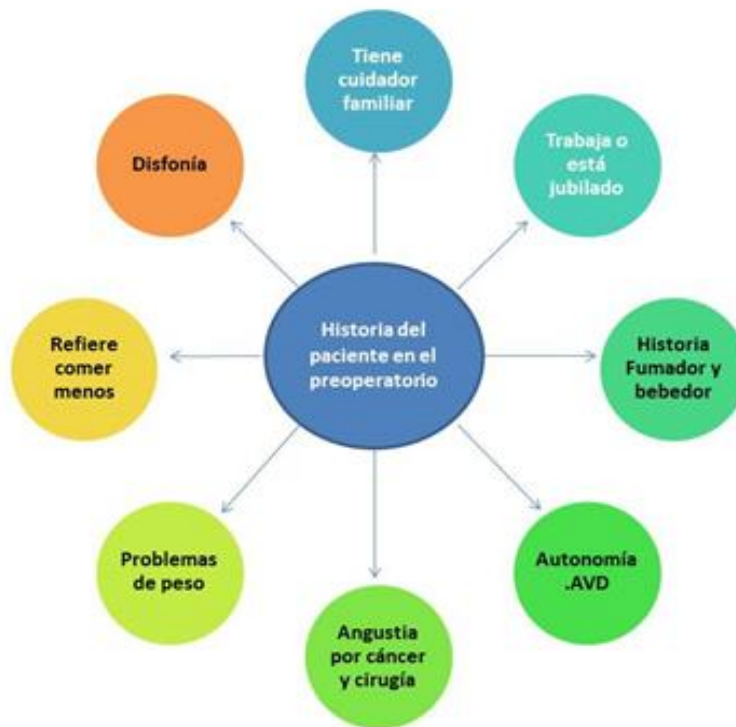 Tiene
cuidador
familiar
Trabaja o
está
jubilado
Historia
Fumador y
bebedor
Autonomía
.AVD
Angustia
por cáncer
y cirugía
Problemas
de peso
Refiere
comer
menos
Disfonía
Historia del
paciente en el
preoperatorio